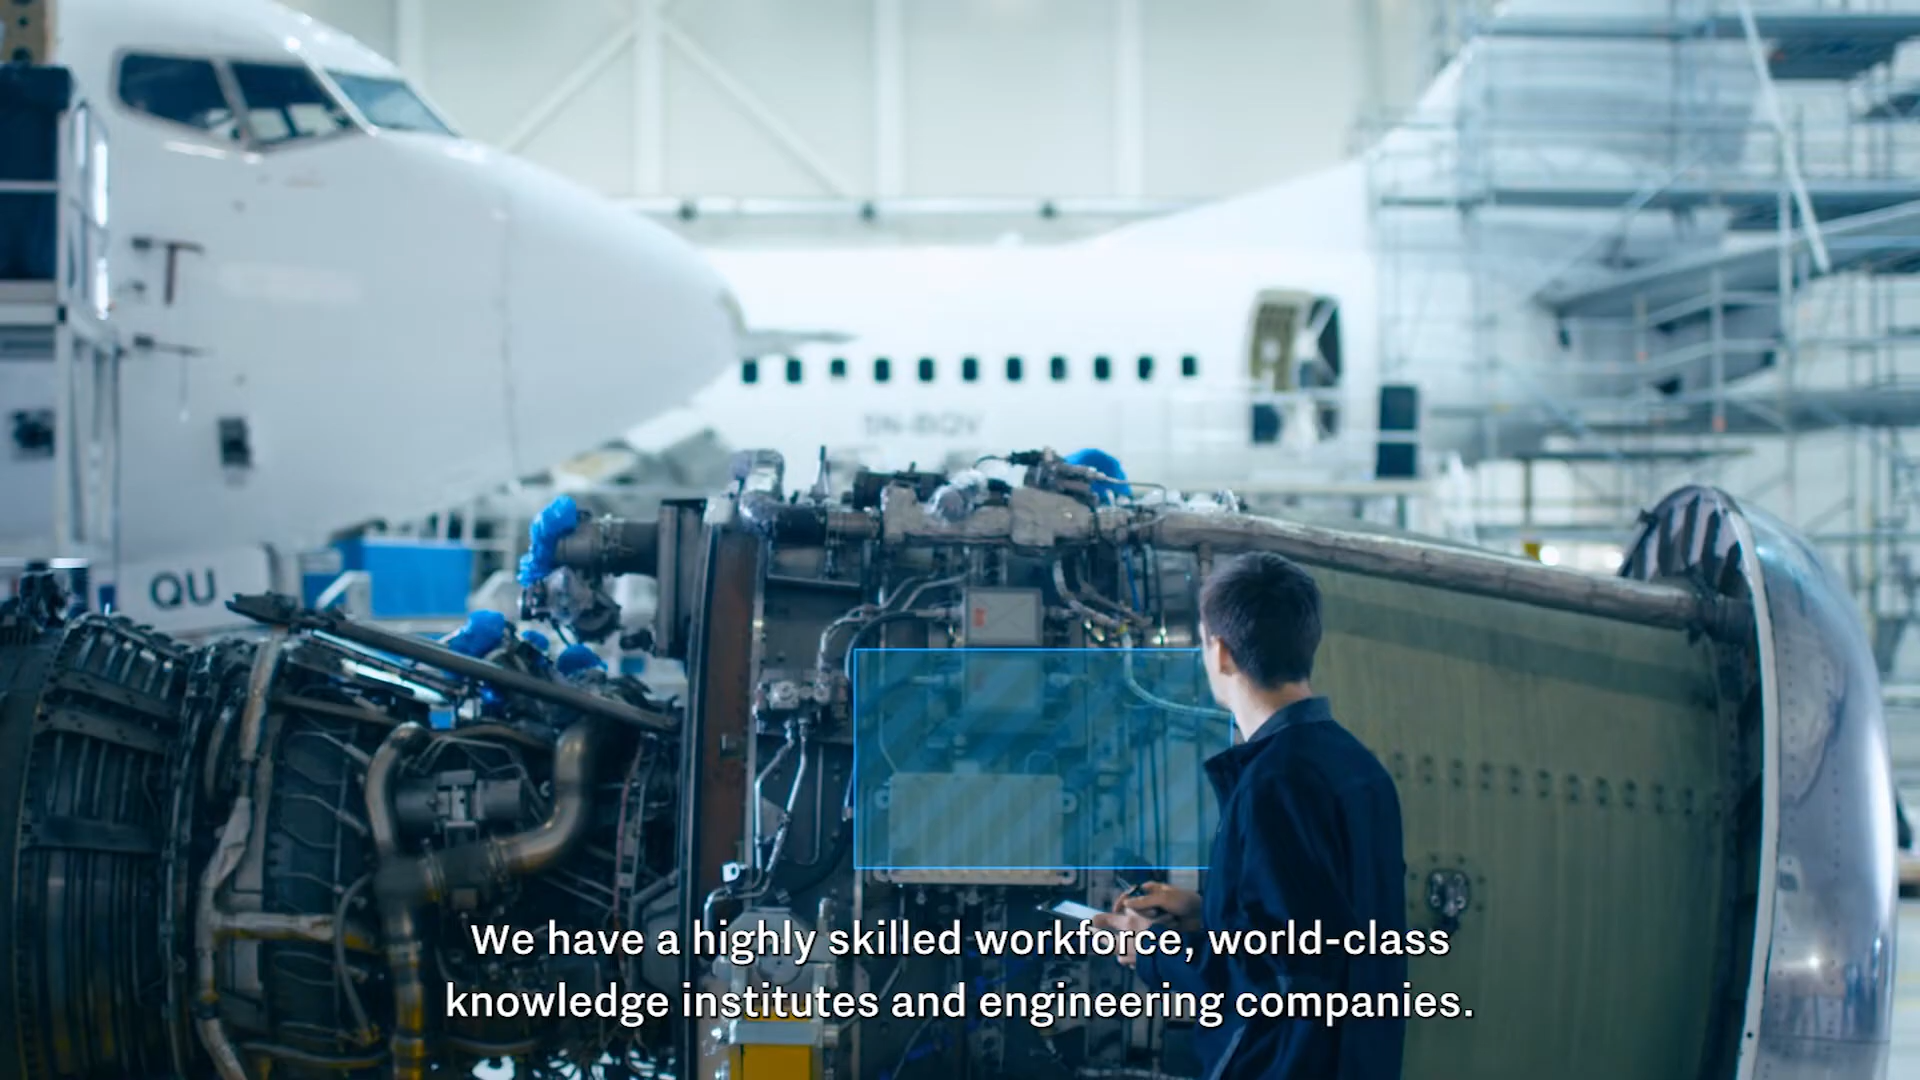 QU
We have a highly skilled workforce, world-class
knowledge institutes and engineering companies.